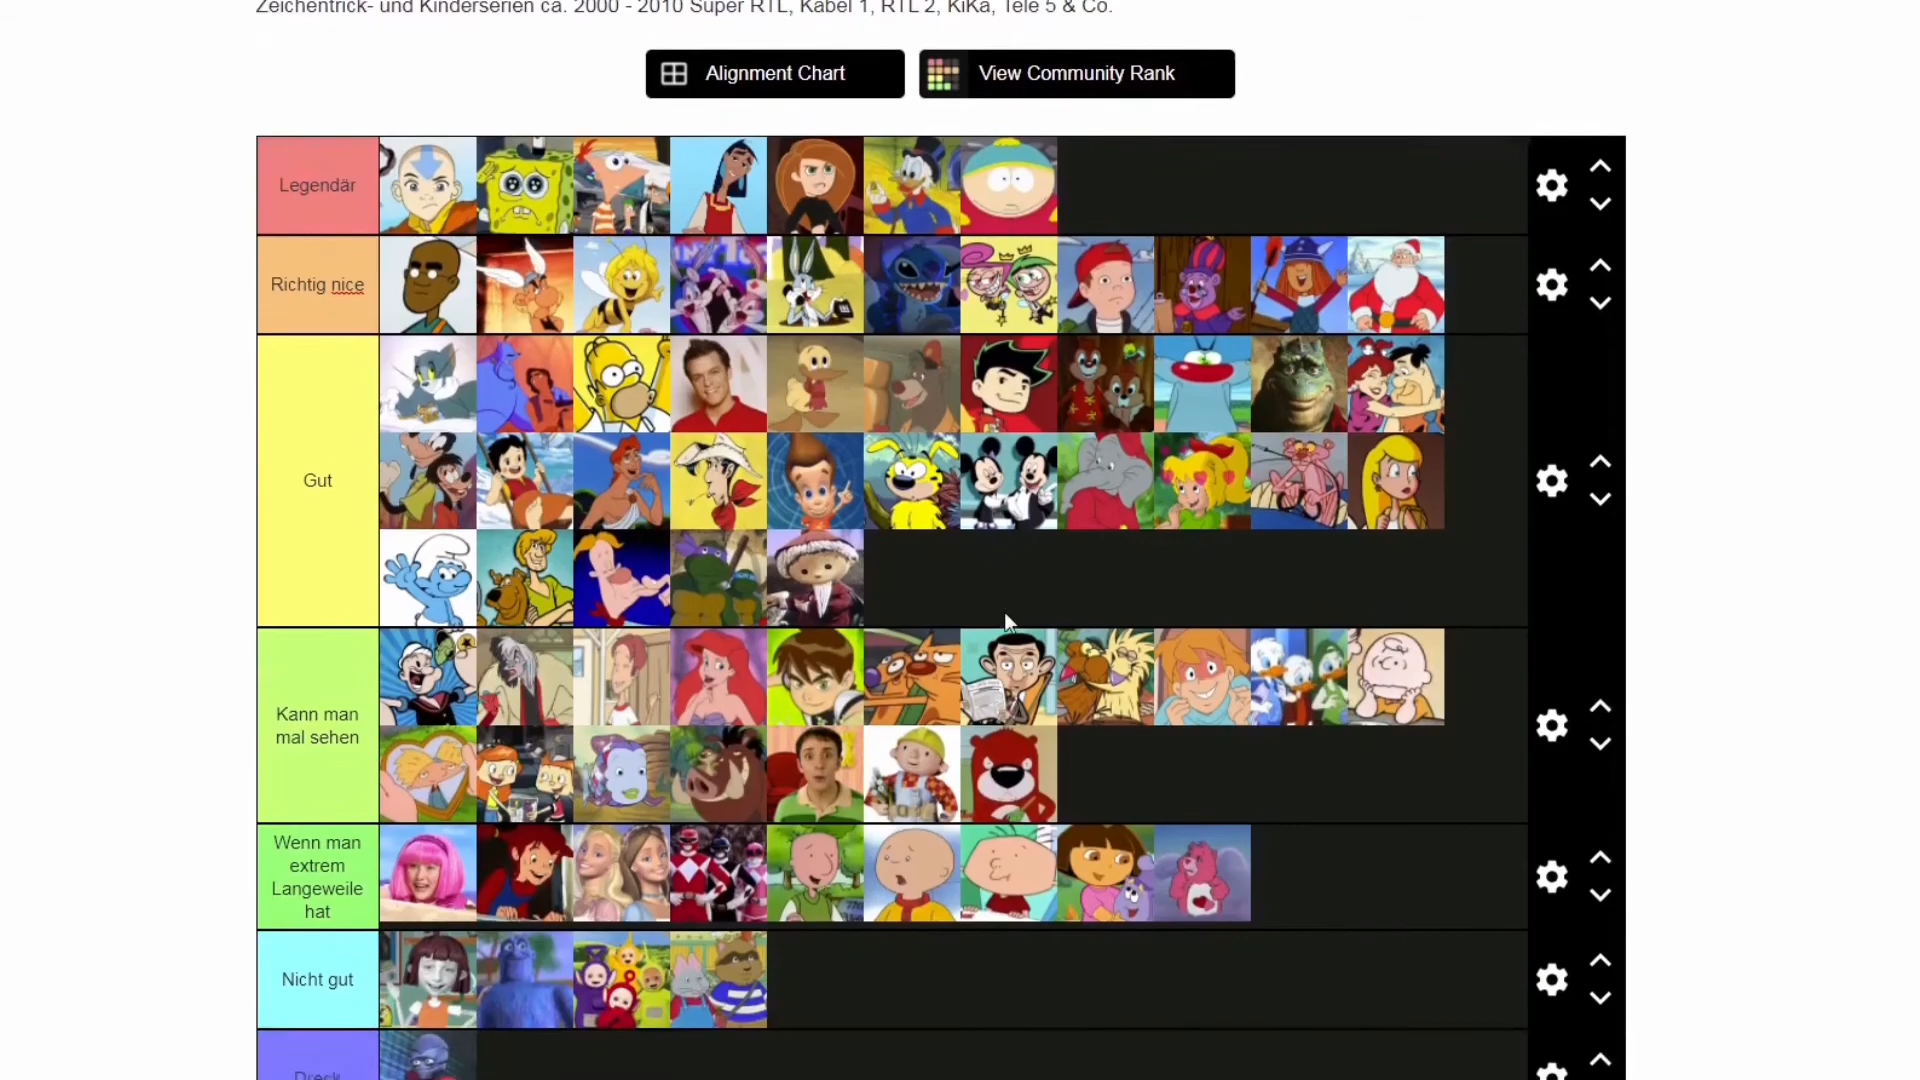 Zeichentrick- und Kinderserien ca. 2000 - 2010 Super RTL, Kabel 1, RTL 2, KiKa, Tele 5 & Co.
Alignment Chart
View Community Rank
Legendär
Richtig nice
Gut
Kann man
mal sehen
Wenn man
extrem
Langeweile
hat
Nicht gut
Dreck